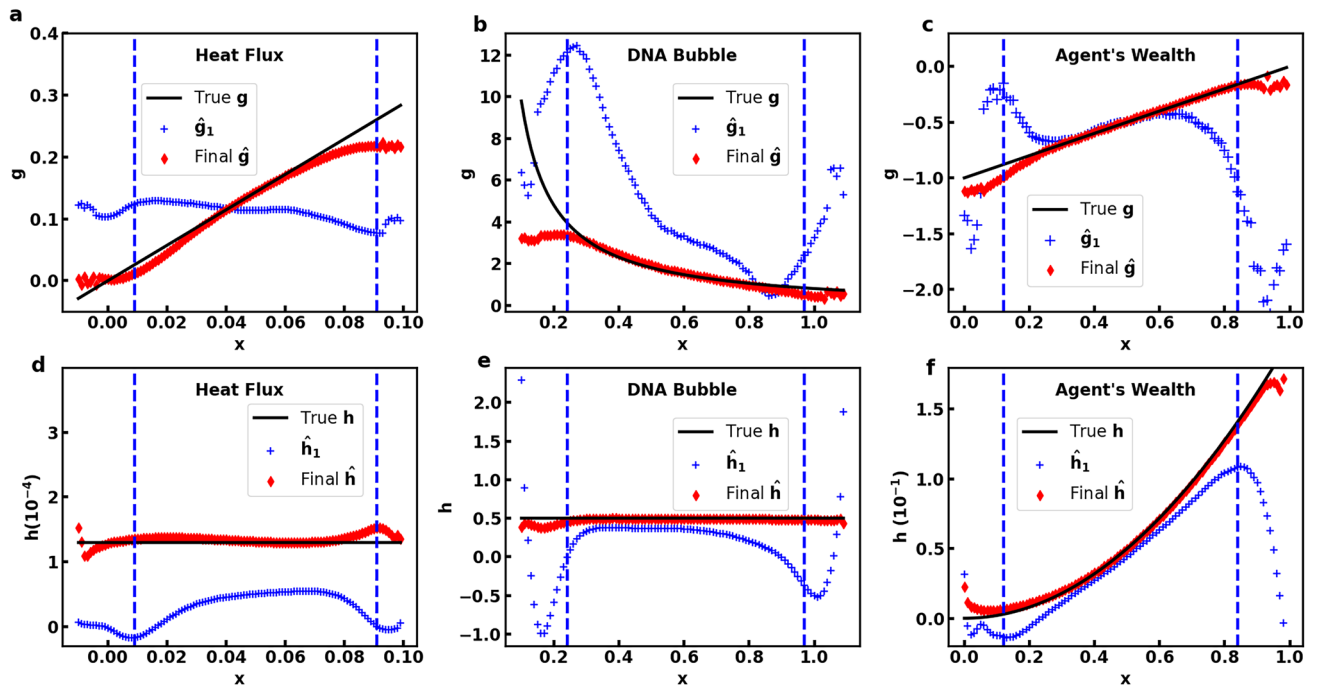 a
Heat Flux
True g
ĝ₁
Final ĝ
g
0.4
0.3
0.2
0.1
0.0
0.00 0.02 0.04 0.06 0.08 0.10
x
b
DNA Bubble
True g
ĝ₁
Final ĝ
g
12
10
8
6
4
2
0
0.2 0.4 0.6 0.8 1.0
x
c
Agent's Wealth
True g
ĝ₁
Final ĝ
g
0.0
−0.5
−1.0
−1.5
−2.0
0.0 0.2 0.4 0.6 0.8 1.0
x
d
Heat Flux
True h
ĥ₁
Final ĥ
h(10⁻⁴)
3
2
1
0
0.00 0.02 0.04 0.06 0.08 0.10
x
e
DNA Bubble
True h
ĥ₁
Final ĥ
h
2.0
1.5
1.0
0.5
0.0
−0.5
−1.0
0.2 0.4 0.6 0.8 1.0
x
f
Agent's Wealth
True h
ĥ₁
Final ĥ
h (10⁻¹)
1.5
1.0
0.5
0.0
0.0 0.2 0.4 0.6 0.8 1.0
x